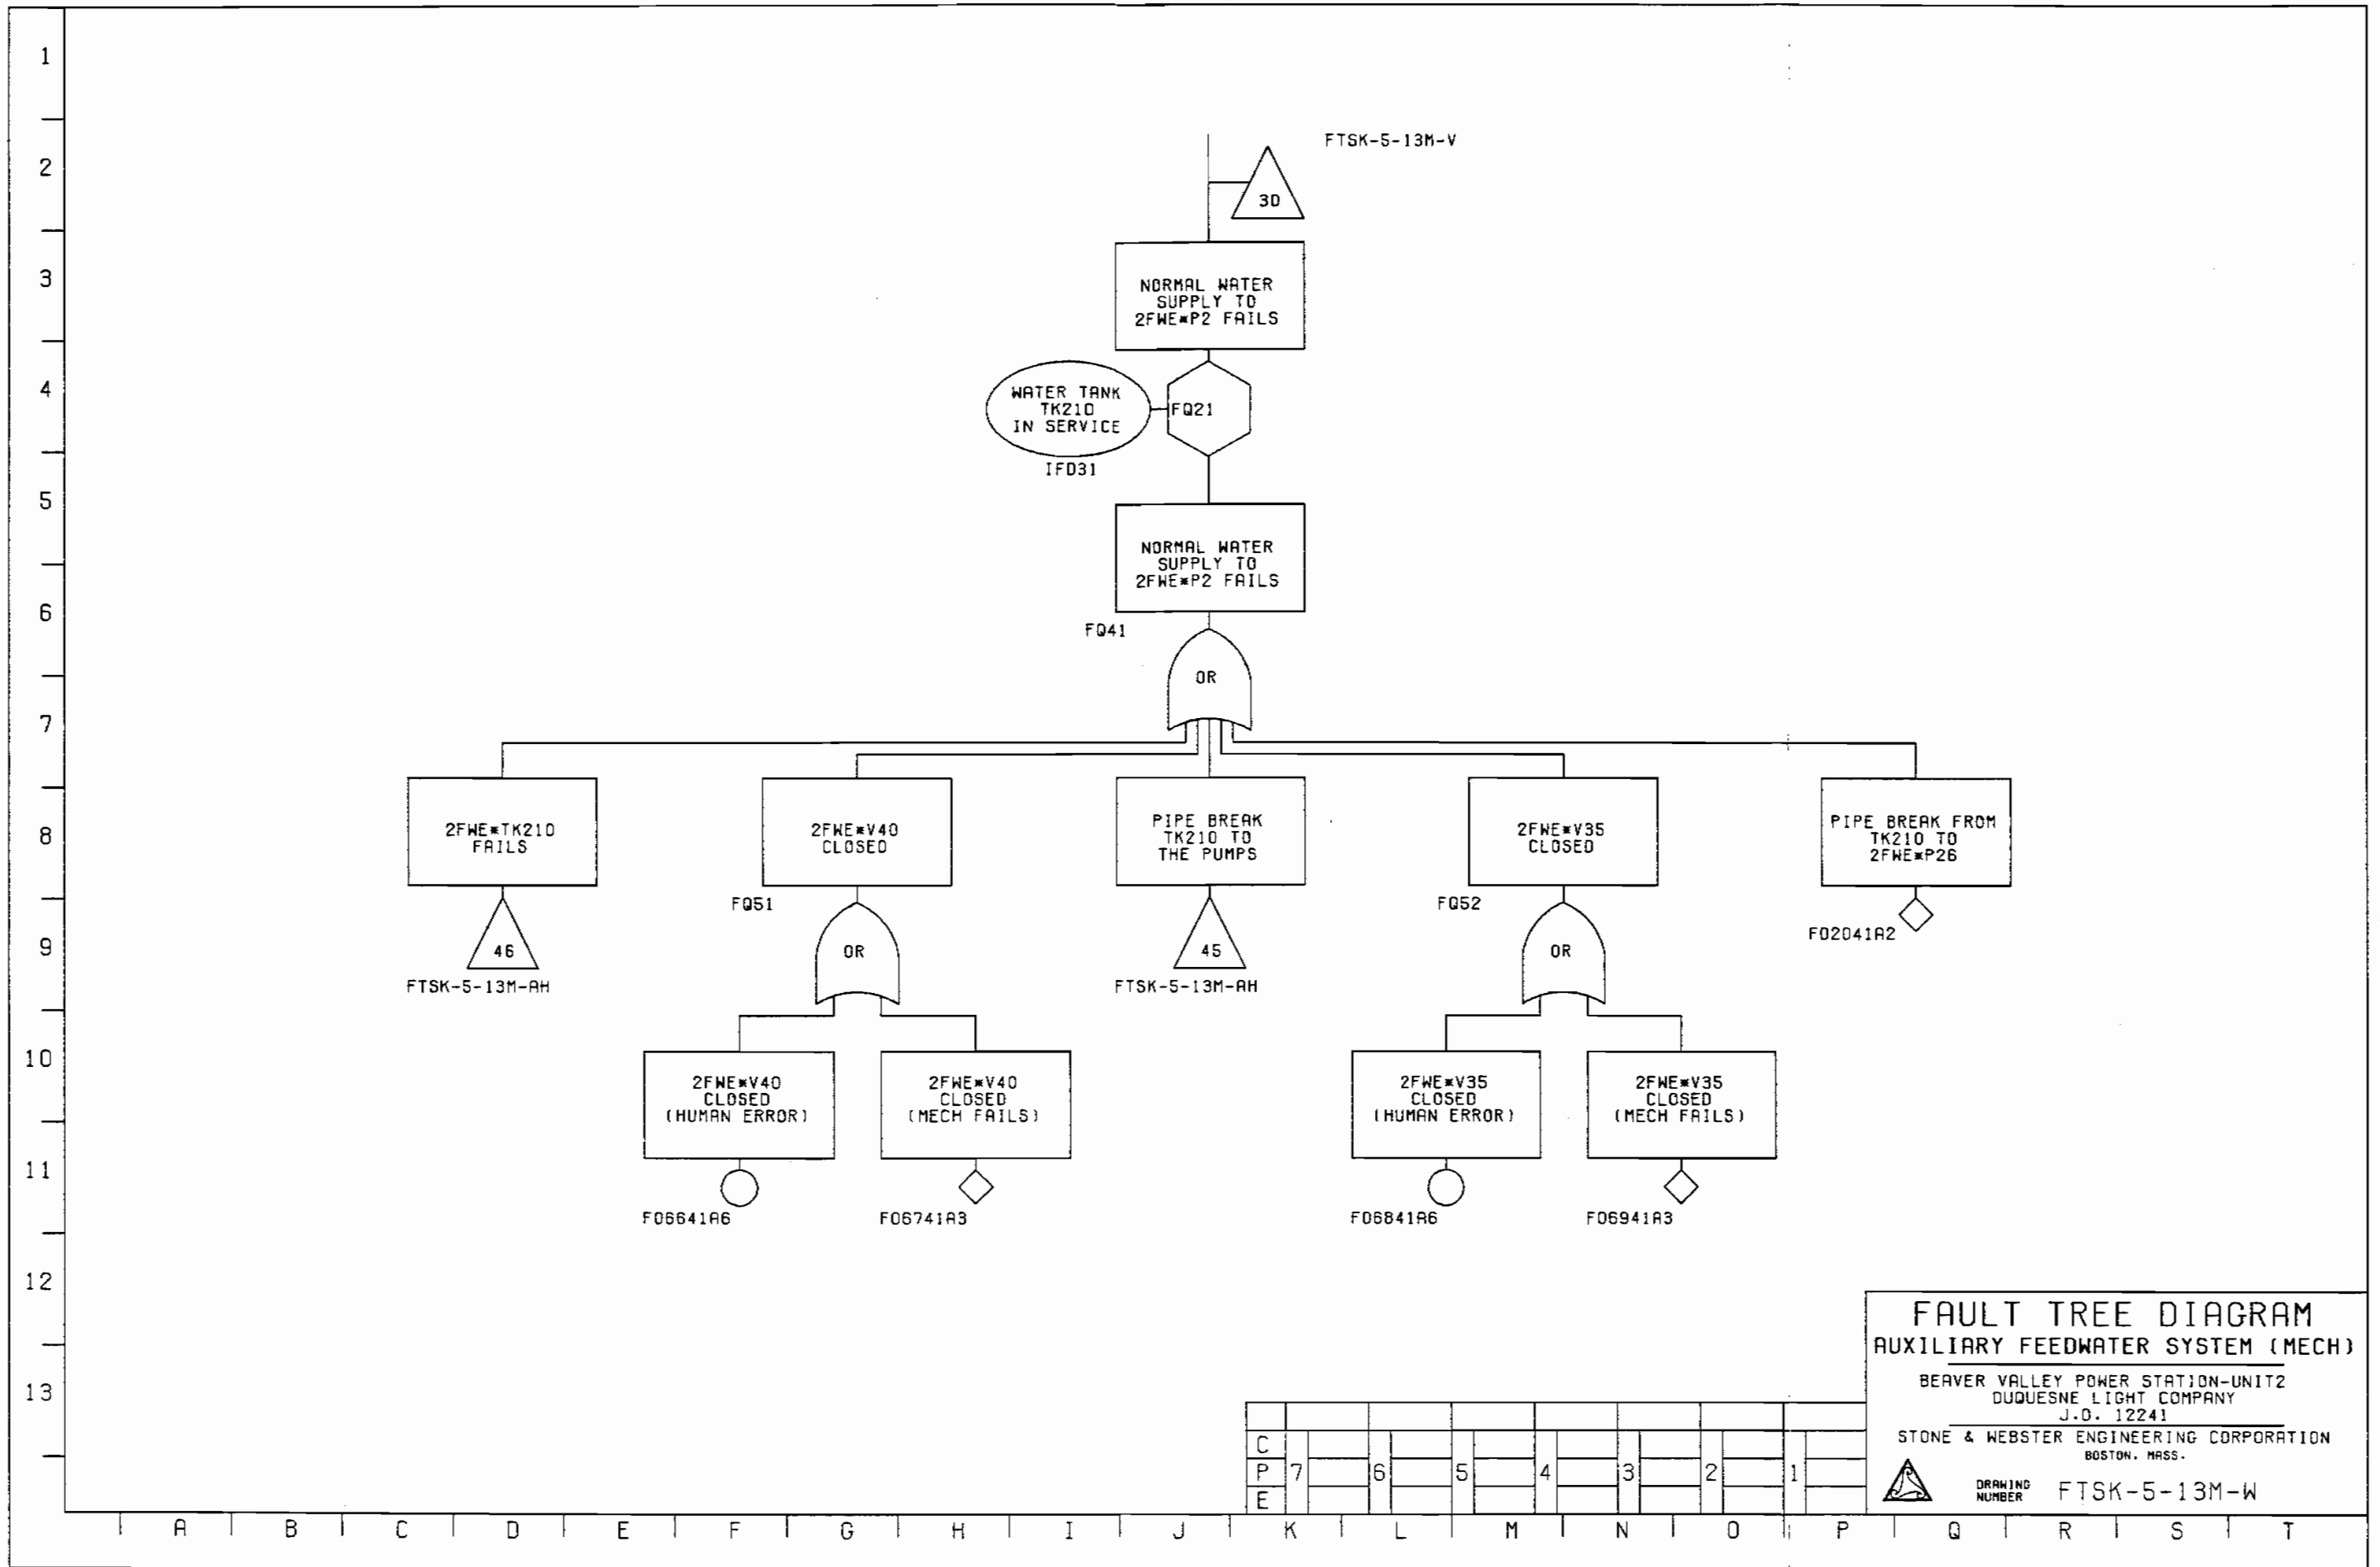 1
2
3
4
5
6
7
8
9
10
11
12
13
FTSK-5-13M-V
30
NORMAL WATER
SUPPLY TO
2FWE*P2 FAILS
WATER TANK
TK210
IN SERVICE
FQ21
IFD31
NORMAL WATER
SUPPLY TO
2FWE*P2 FAILS
FQ41
OR
2FWE*TK210
FAILS
2FWE*V40
CLOSED
PIPE BREAK
TK210 TO
THE PUMPS
2FWE*V35
CLOSED
PIPE BREAK FROM
TK210 TO
2FWE*P26
46
FTSK-5-13M-AH
FQ51
OR
45
FTSK-5-13M-AH
FQ52
OR
F02041A2
2FWE*V40
CLOSED
(HUMAN ERROR)
2FWE*V40
CLOSED
(MECH FAILS)
2FWE*V35
CLOSED
(HUMAN ERROR)
2FWE*V35
CLOSED
(MECH FAILS)
F06641A6
F06741A3
F06841A6
F06941A3
FAULT TREE DIAGRAM
AUXILIARY FEEDWATER SYSTEM (MECH)
BEAVER VALLEY POWER STATION-UNIT2
DUQUESNE LIGHT COMPANY
J.O. 12241
STONE & WEBSTER ENGINEERING CORPORATION
BOSTON, MASS.
DRAWING
NUMBER
FTSK-5-13M-W
C
P
E
7
6
5
4
3
2
1
A B C D E F G H I J K L M N O P Q R S T